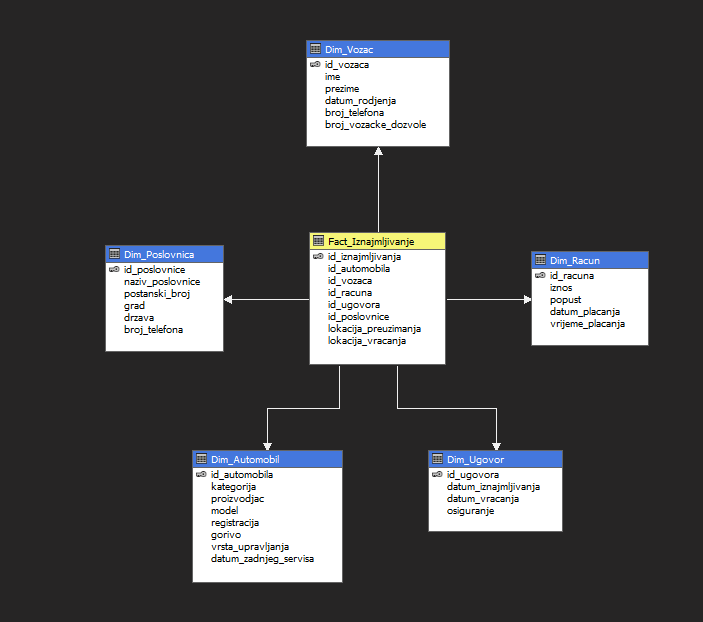 Dim_Vozac
id_vozaca
ime
prezime
datum_rodjenja
broj_telefona
broj_vozacke_dozvole
Dim_Poslovnica
id_poslovnice
naziv_poslovnice
postanski_broj
grad
drzava
broj_telefona
Fact_Iznajmljivanje
id_iznajmljivanja
id_automobila
id_vozaca
id_racuna
id_ugovora
id_poslovnice
lokacija_preuzimanja
lokacija_vracanja
Dim_Racun
id_racuna
iznos
popust
datum_placanja
vrijeme_placanja
Dim_Automobil
id_automobila
kategorija
proizvodjac
model
registracija
gorivo
vrsta_upravljanja
datum_zadnjeg_servisa
Dim_Ugovor
id_ugovora
datum_iznajmljivanja
datum_vracanja
osiguranje